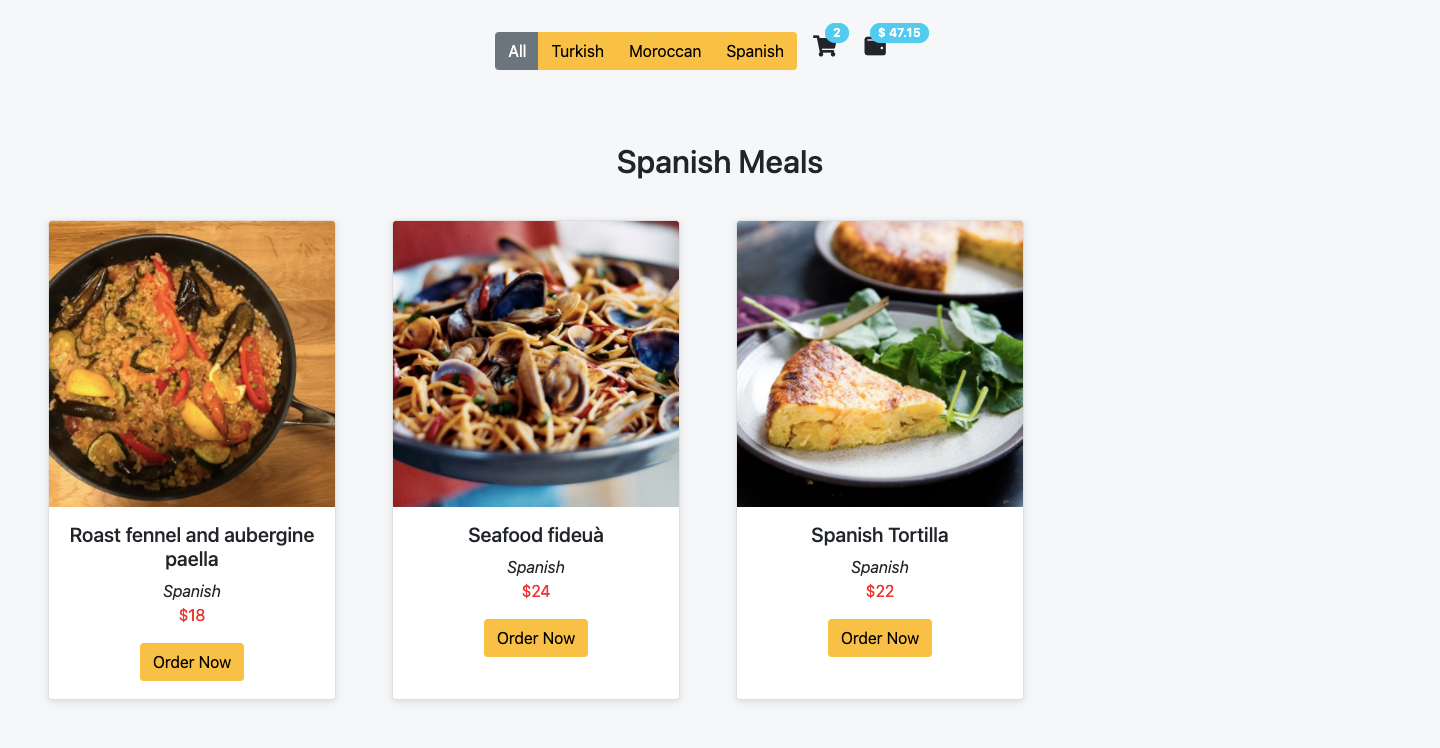 All Turkish Moroccan Spanish 2 $ 47.15
Spanish Meals
Roast fennel and aubergine
paella
Spanish
$18
Order Now
Seafood fideuà
Spanish
$24
Order Now
Spanish Tortilla
Spanish
$22
Order Now